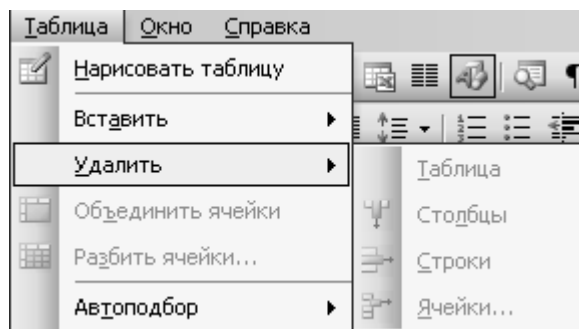 Таблица Окно Справка
Нарисовать таблицу
Вставить
Удалить
Таблица
Объединить ячейки
Столбцы
Разбить ячейки...
Строки
Автоподбор
Ячейки...